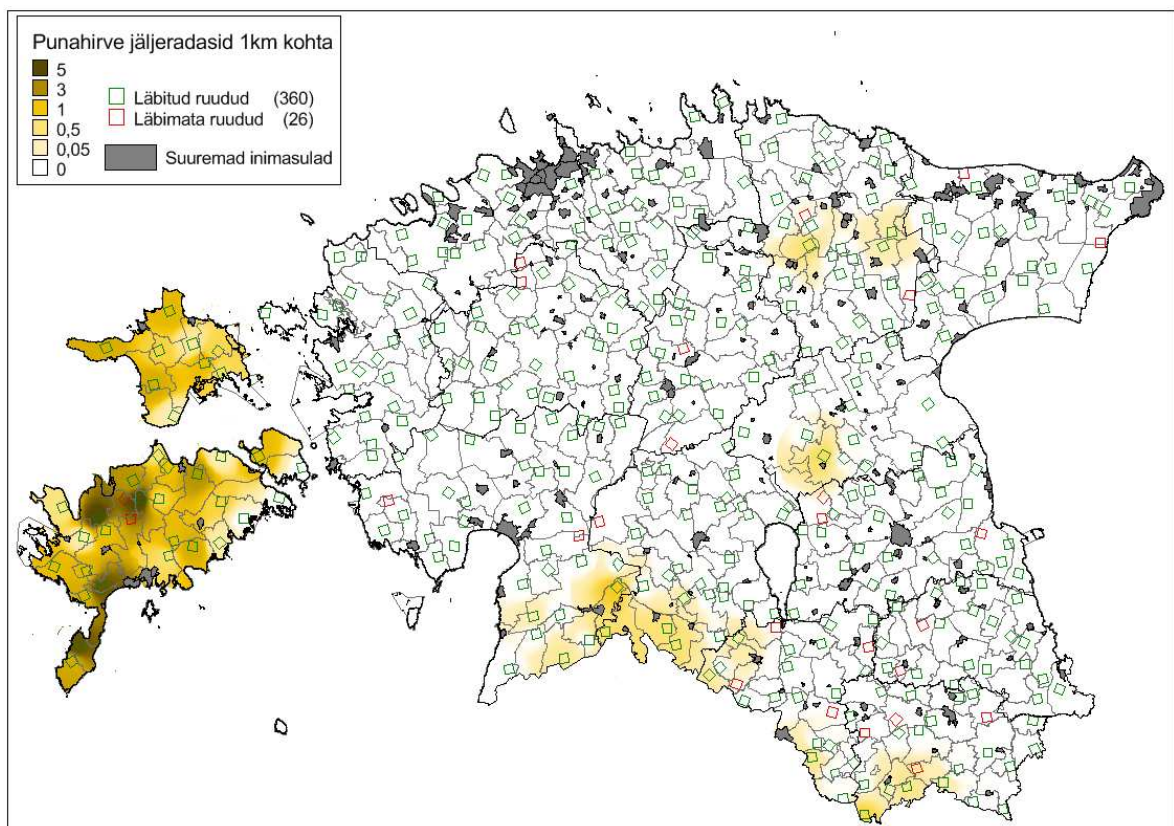 Punahirve jäljeradasid 1km kohta
5
3
1
0,5
0,05
0
Läbitud ruudud (360)
Läbimata ruudud (26)
Suuremad inimasulad